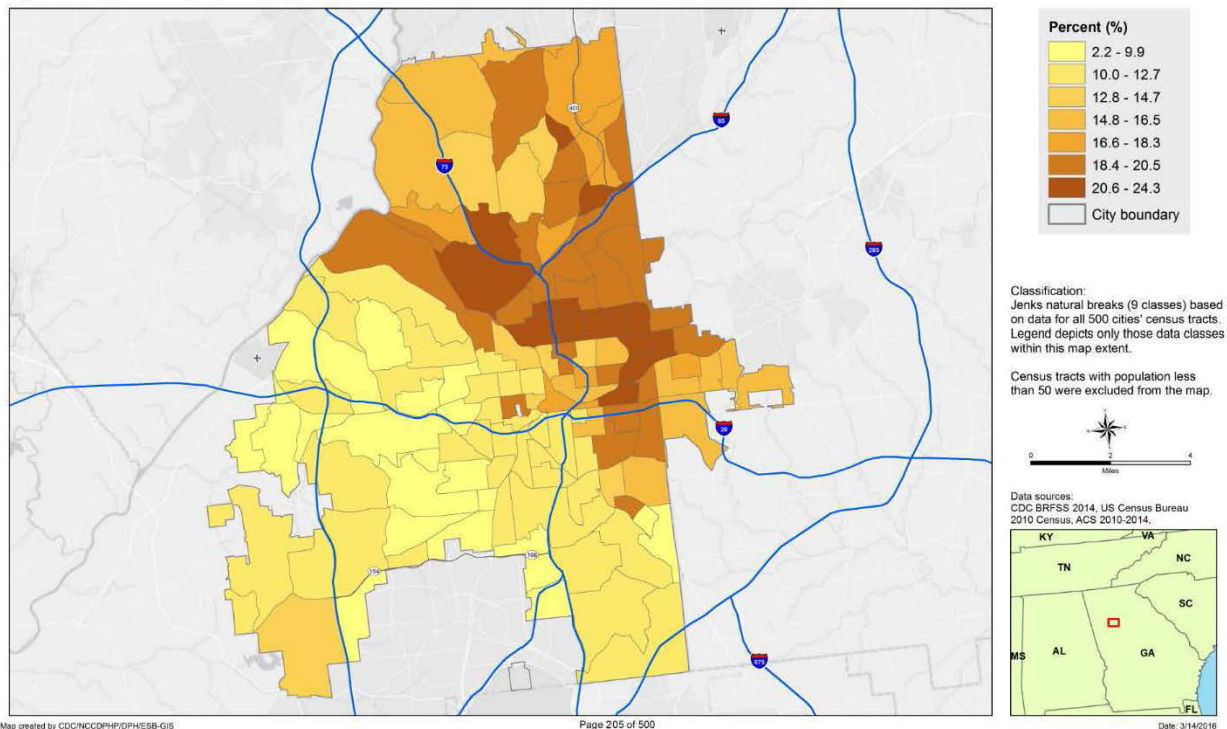 Percent (%)
2.2 - 9.9
10.0 - 12.7
12.8 - 14.7
14.8 - 16.5
16.6 - 18.3
18.4 - 20.5
20.6 - 24.3
City boundary
400
85
75
285
Classification:
Jenks natural breaks (9 classes) based
on data for all 500 cities' census tracts.
Legend depicts only those data classes
within this map extent.
Census tracts with population less
than 50 were excluded from the map.
20
20
0 2 4
Miles
Data sources:
CDC BRFSS 2014, US Census Bureau
2010 Census, ACS 2010-2014,
166
154
675
KY
VA
TN
NC
SC
MS
AL
GA
FL
Map created by CDC/NCCDPHP/DPH/ESB-GIS
Page 205 of 500
Date: 3/14/2016